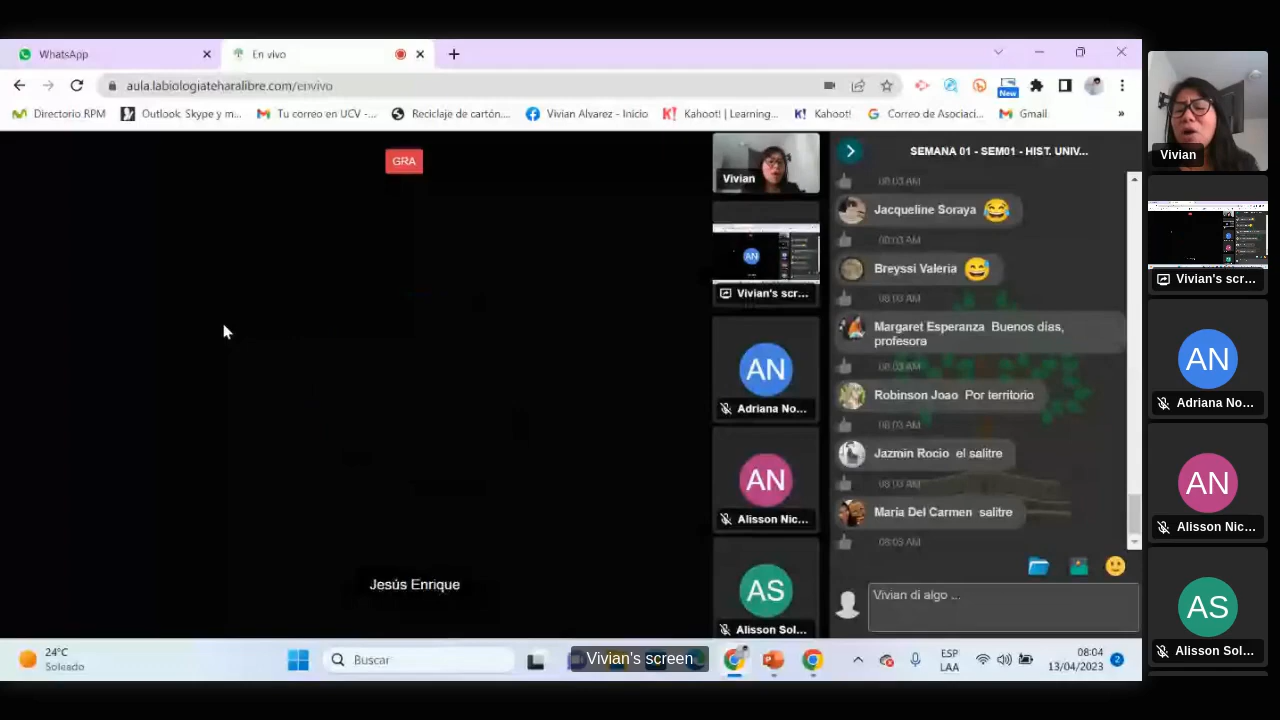 WhatsApp
En vivo
aula.labiologiateharalibre.com/envivo
New
Directorio RPM
Outlook, Skype y m...
Tu correo en UCV -...
Reciclaje de cartón,...
Vivian Alvarez - Inicio
Kahoot! | Learning...
Kahoot!
Correo de Asociaci...
Gmail
»
GRA
Vivian
Vivian's scr...
AN
Adriana No...
AN
Alisson Nic...
AS
Alisson Sol...
Jesús Enrique
SEMANA 01 - SEM01 - HIST. UNIV...
08:03 AM
Jacqueline Soraya
08:03 AM
Breyssi Valeria
08:03 AM
Margaret Esperanza Buenos días,
profesora
08:03 AM
Robinson Joao Por territorio
08:03 AM
Jazmin Rocio el salitre
08:03 AM
Maria Del Carmen salitre
08:03 AM
Vivian di algo ...
24°C
Soleado
Buscar
Vivian's screen
ESP
LAA
08:04
13/04/2023
2
Vivian
Vivian's scr...
AN
Adriana No...
AN
Alisson Nic...
AS
Alisson Sol...